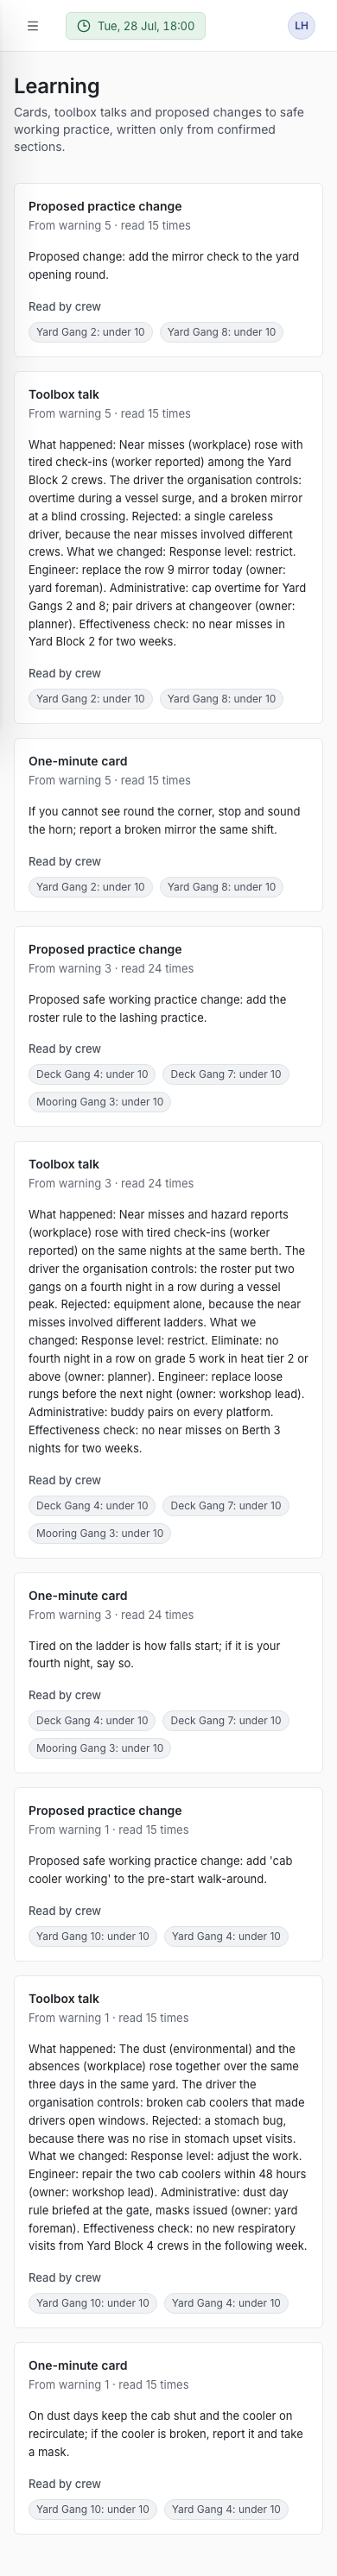 Tue, 28 Jul, 18:00
LH
Learning
Cards, toolbox talks and proposed changes to safe
working practice, written only from confirmed
sections.
Proposed practice change
From warning 5 · read 15 times
Proposed change: add the mirror check to the yard
opening round.
Read by crew
Yard Gang 2: under 10
Yard Gang 8: under 10
Toolbox talk
From warning 5 · read 15 times
What happened: Near misses (workplace) rose with
tired check-ins (worker reported) among the Yard
Block 2 crews. The driver the organisation controls:
overtime during a vessel surge, and a broken mirror
at a blind crossing. Rejected: a single careless
driver, because the near misses involved different
crews. What we changed: Response level: restrict.
Engineer: replace the row 9 mirror today (owner:
yard foreman). Administrative: cap overtime for Yard
Gangs 2 and 8; pair drivers at changeover (owner:
planner). Effectiveness check: no near misses in
Yard Block 2 for two weeks.
Read by crew
Yard Gang 2: under 10
Yard Gang 8: under 10
One-minute card
From warning 5 · read 15 times
If you cannot see round the corner, stop and sound
the horn; report a broken mirror the same shift.
Read by crew
Yard Gang 2: under 10
Yard Gang 8: under 10
Proposed practice change
From warning 3 · read 24 times
Proposed safe working practice change: add the
roster rule to the lashing practice.
Read by crew
Deck Gang 4: under 10
Deck Gang 7: under 10
Mooring Gang 3: under 10
Toolbox talk
From warning 3 · read 24 times
What happened: Near misses and hazard reports
(workplace) rose with tired check-ins (worker
reported) on the same nights at the same berth. The
driver the organisation controls: the roster put two
gangs on a fourth night in a row during a vessel
peak. Rejected: equipment alone, because the near
misses involved different ladders. What we
changed: Response level: restrict. Eliminate: no
fourth night in a row on grade 5 work in heat tier 2 or
above (owner: planner). Engineer: replace loose
rungs before the next night (owner: workshop lead).
Administrative: buddy pairs on every platform.
Effectiveness check: no near misses on Berth 3
nights for two weeks.
Read by crew
Deck Gang 4: under 10
Deck Gang 7: under 10
Mooring Gang 3: under 10
One-minute card
From warning 3 · read 24 times
Tired on the ladder is how falls start; if it is your
fourth night, say so.
Read by crew
Deck Gang 4: under 10
Deck Gang 7: under 10
Mooring Gang 3: under 10
Proposed practice change
From warning 1 · read 15 times
Proposed safe working practice change: add 'cab
cooler working' to the pre-start walk-around.
Read by crew
Yard Gang 10: under 10
Yard Gang 4: under 10
Toolbox talk
From warning 1 · read 15 times
What happened: The dust (environmental) and the
absences (workplace) rose together over the same
three days in the same yard. The driver the
organisation controls: broken cab coolers that made
drivers open windows. Rejected: a stomach bug,
because there was no rise in stomach upset visits.
What we changed: Response level: adjust the work.
Engineer: repair the two cab coolers within 48 hours
(owner: workshop lead). Administrative: dust day
rule briefed at the gate, masks issued (owner: yard
foreman). Effectiveness check: no new respiratory
visits from Yard Block 4 crews in the following week.
Read by crew
Yard Gang 10: under 10
Yard Gang 4: under 10
One-minute card
From warning 1 · read 15 times
On dust days keep the cab shut and the cooler on
recirculate; if the cooler is broken, report it and take
a mask.
Read by crew
Yard Gang 10: under 10
Yard Gang 4: under 10